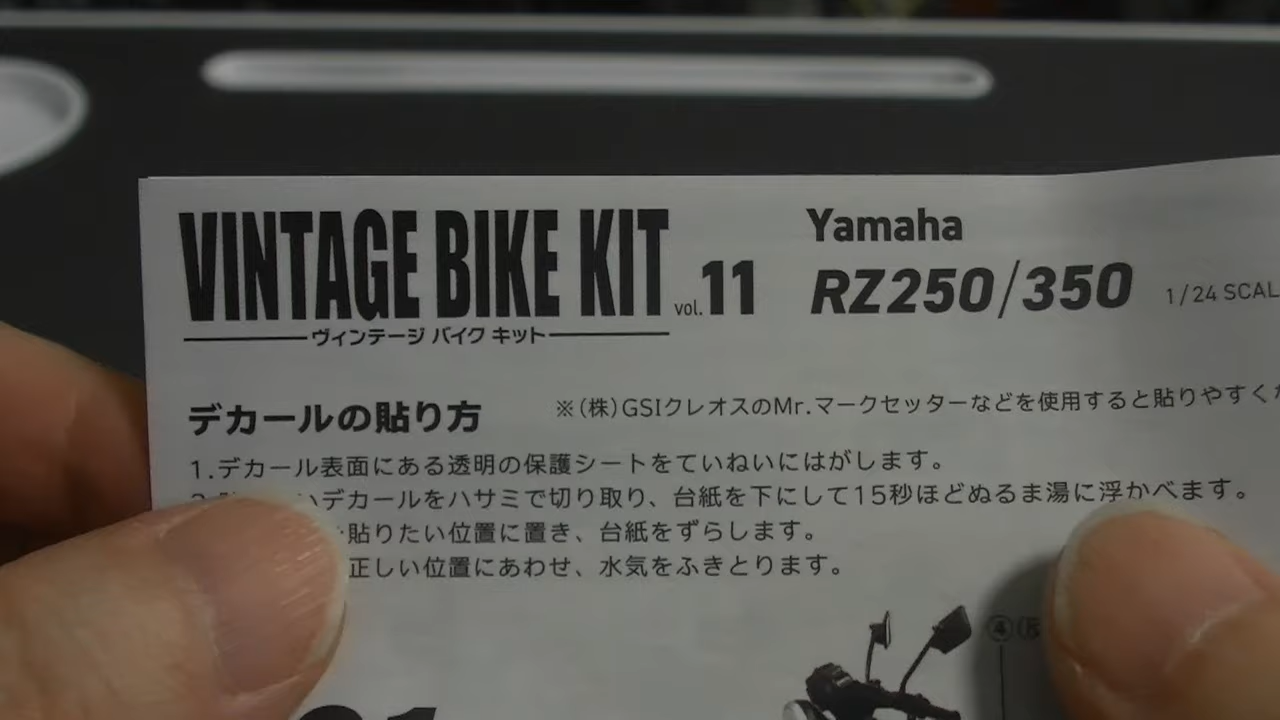 VINTAGE BIKE KIT vol.11
ヴィンテージ バイク キット
Yamaha
RZ250/350 1/24 SCAL
デカールの貼り方 ※(株)GSIクレオスのMr.マークセッターなどを使用すると貼りやすく
1.デカール表面にある透明の保護シートをていねいにはがします。
デカールをハサミで切り取り、台紙を下にして15秒ほどぬるま湯に浮かべます。
貼りたい位置に置き、台紙をずらします。
正しい位置にあわせ、水気をふきとります。
④